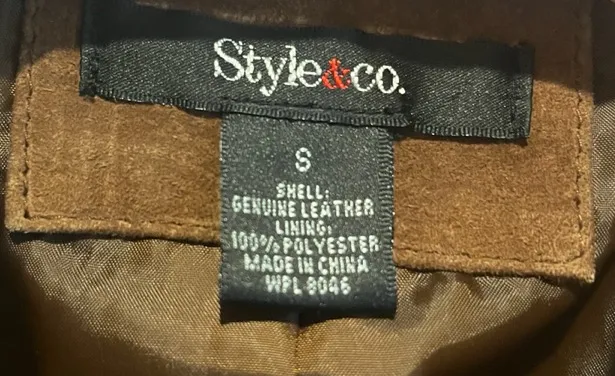 Style&co.
S
SHELL:
GENUINE LEATHER
LINING:
100% POLYESTER
MADE IN CHINA
WPL 8046